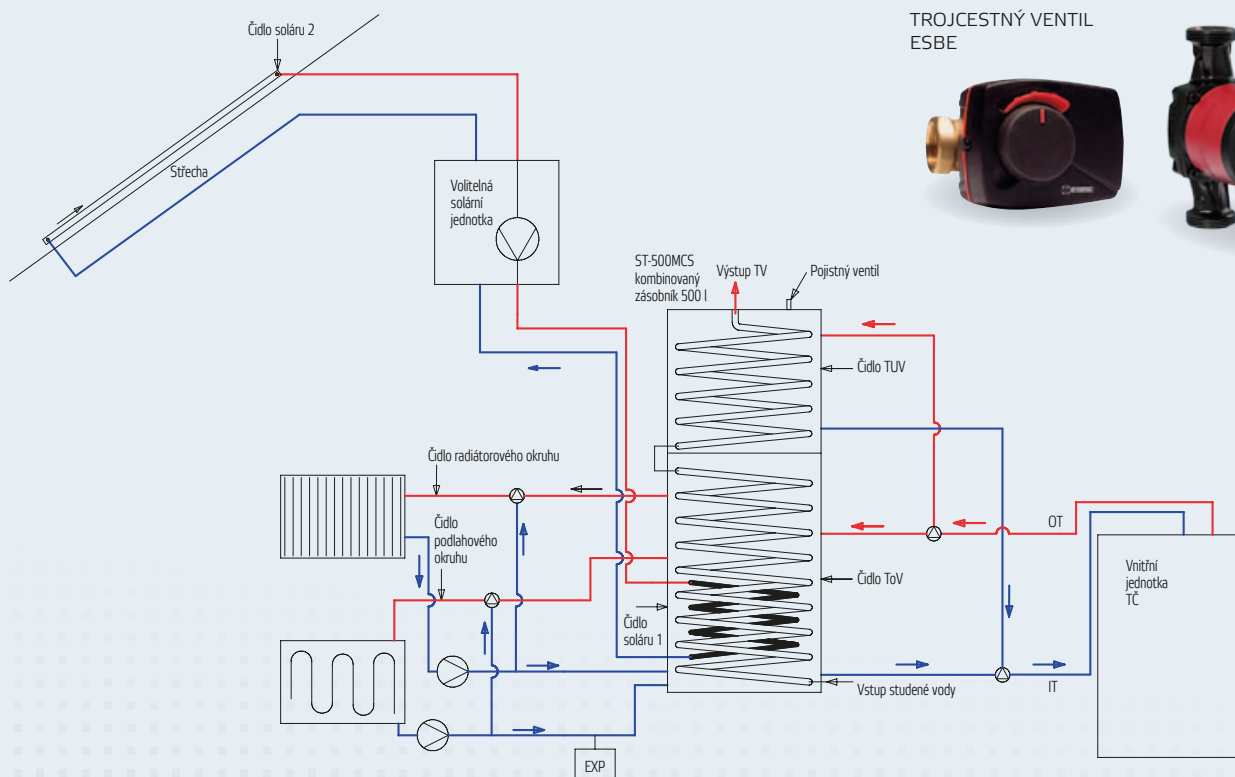 TROJCESTNÝ VENTIL
ESBE
Čidlo soláru 2
Střecha
Volitelná
solární
jednotka
ST-500MCS
kombinovaný
zásobník 500 l
Výstup TV
Pojistný ventil
Čidlo TUV
Čidlo radiátorového okruhu
Čidlo
podlahového
okruhu
OT
Čidlo ToV
Vnitřní
jednotka
TČ
Čidlo
soláru 1
Vstup studené vody
IT
EXP